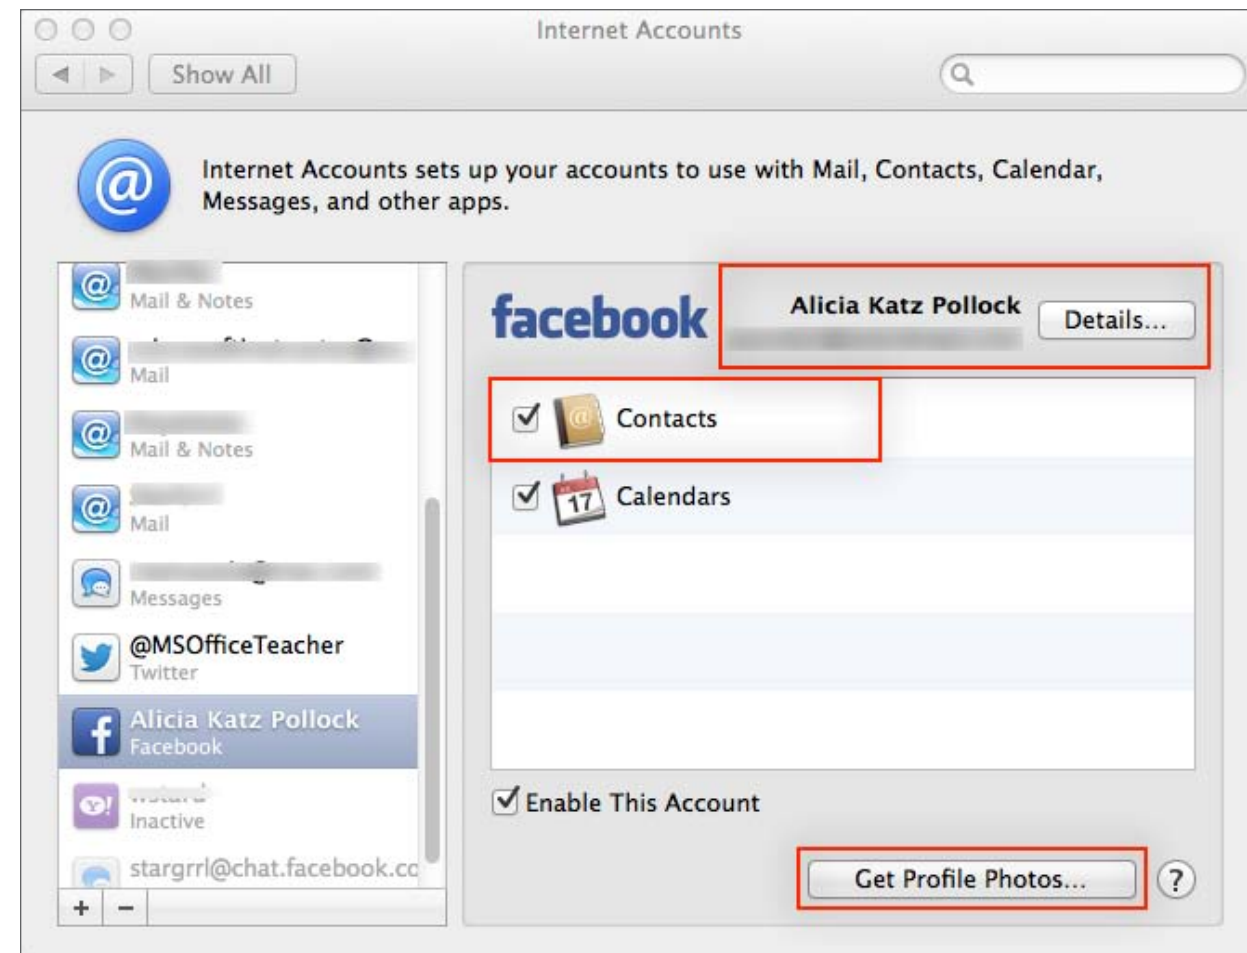 Internet Accounts
Show All
Internet Accounts sets up your accounts to use with Mail, Contacts, Calendar,
Messages, and other apps.
Mail & Notes
Mail
Mail & Notes
Mail
Messages
@MSOfficeTeacher
Twitter
Alicia Katz Pollock
Facebook
Inactive
stargrrl@chat.facebook.cc
+ −
facebook
Alicia Katz Pollock
Details...
Contacts
17
Calendars
Enable This Account
Get Profile Photos...
?